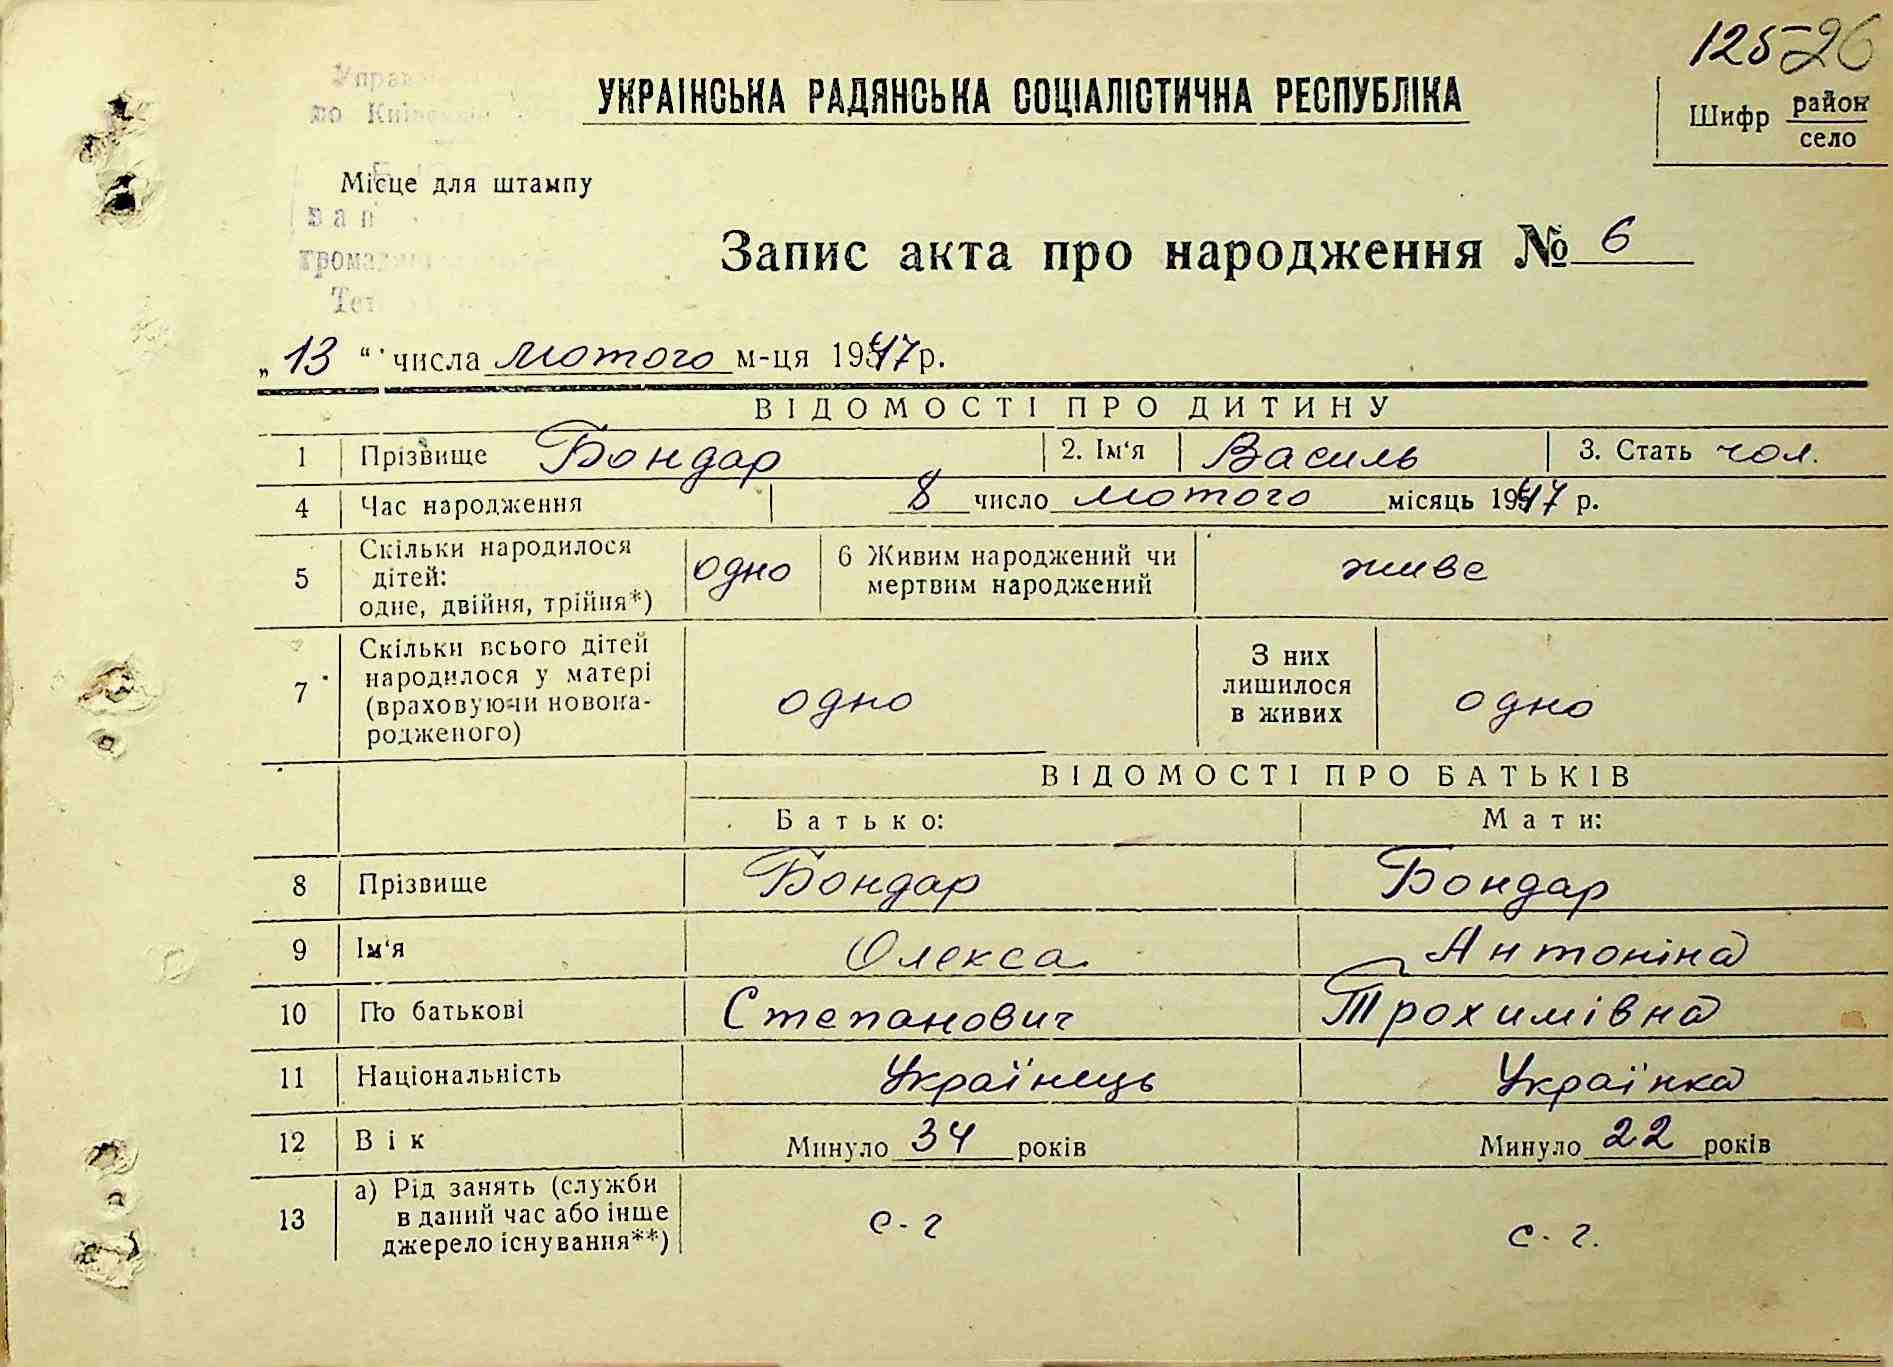 125-26
УКРАЇНСЬКА РАДЯНСЬКА СОЦІАЛІСТИЧНА РЕСПУБЛІКА
Шифр район
село
Місце для штампу
Запис акта про народження № 6
„ 13 “ числа лютого м-ця 1947 р.
ВІДОМОСТІ ПРО ДИТИНУ
1 Прізвище Бондар 2. Ім‘я Василь 3. Стать чол.
4 Час народження 8 число лютого місяць 1947 р.
5 Скільки народилося дітей: одне, двійня, трійня*) одно 6 Живим народжений чи мертвим народжений живе
7 Скільки всього дітей народилося у матері (враховуючи новонародженого) одно З них лишилося в живих одно
ВІДОМОСТІ ПРО БАТЬКІВ
Батько: Мати:
8 Прізвище Бондар Бондар
9 Ім‘я Олекса Антоніна
10 По батькові Степанович Трохимівна
11 Національність Українець Українка
12 Вік Минуло 34 років Минуло 22 років
13 а) Рід занять (служби в даний час або інше джерело існування**) с-г с.г.